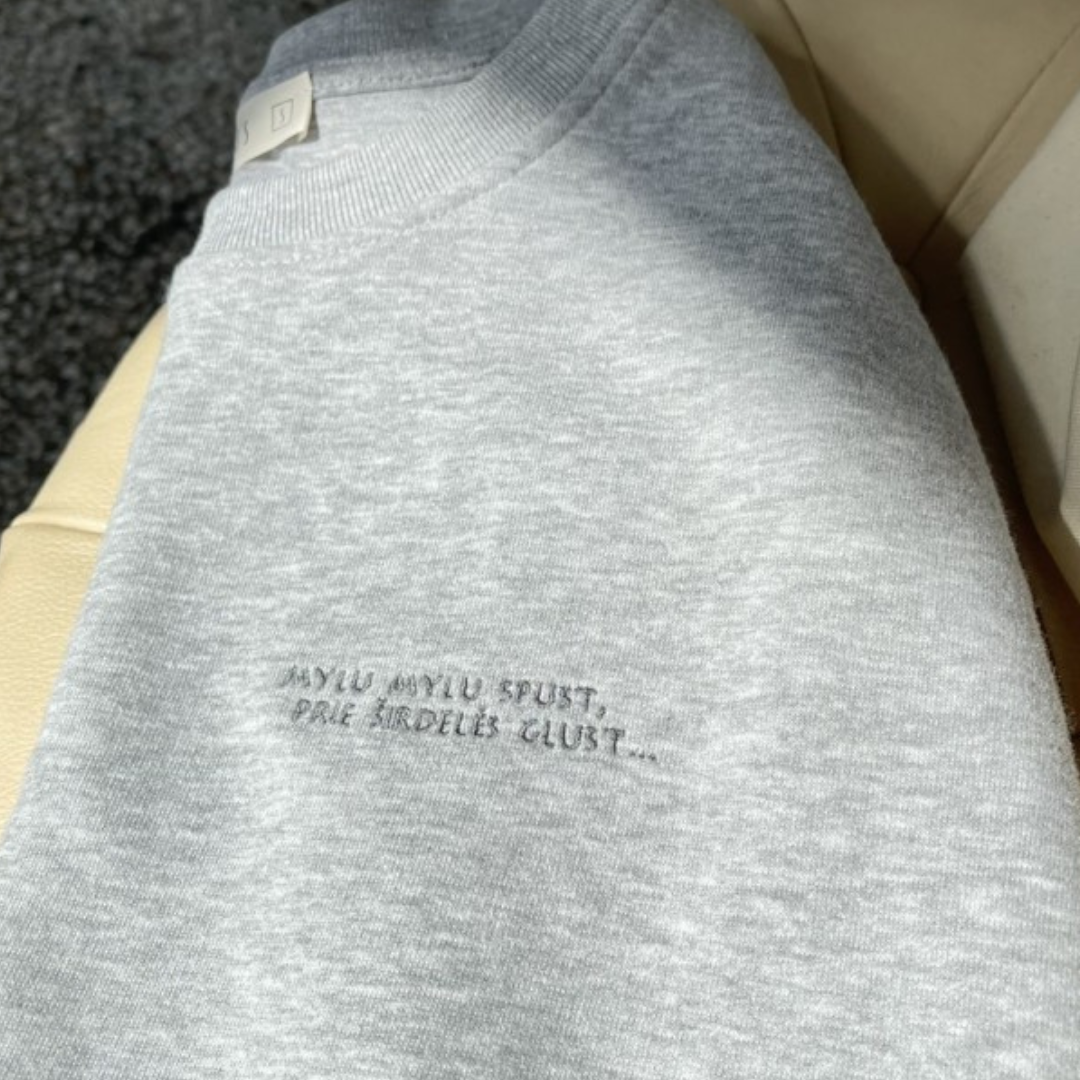 S S
MYLU MYLU SPUST,
PRIE ŠIRDELĖS GLUST...